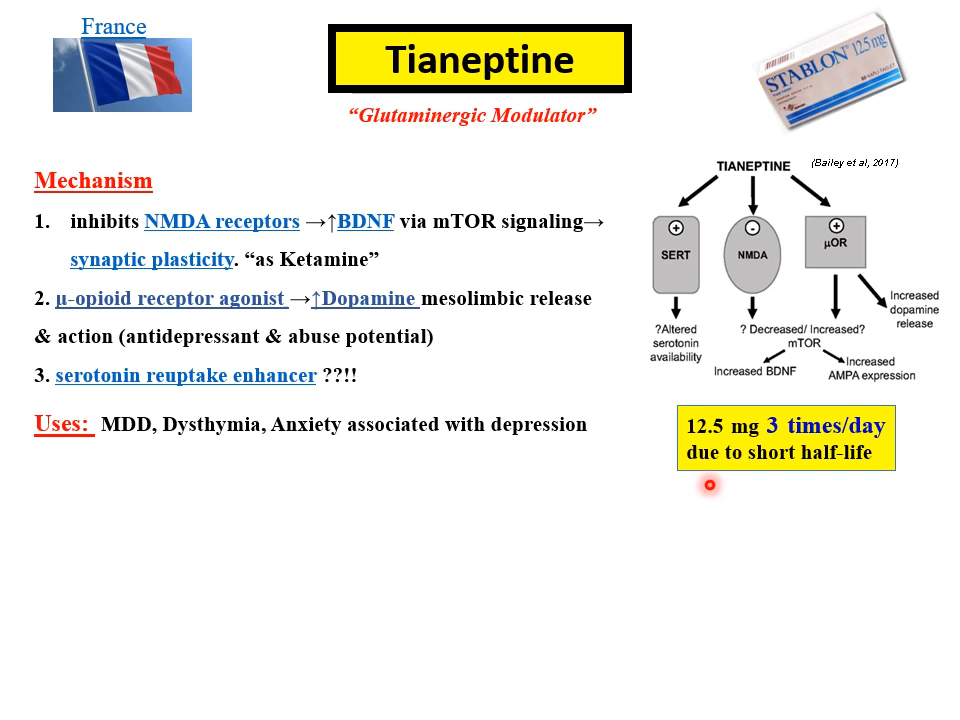 France
Tianeptine
“Glutaminergic Modulator”
STABLON® 12.5 mg
Mechanism
1. inhibits NMDA receptors →↑BDNF via mTOR signaling→
synaptic plasticity. “as Ketamine”
2. µ-opioid receptor agonist →↑Dopamine mesolimbic release
& action (antidepressant & abuse potential)
3. serotonin reuptake enhancer ??!!
Uses: MDD, Dysthymia, Anxiety associated with depression
TIANEPTINE
(Bailey et al, 2017)
+
SERT
-
NMDA
+
µOR
?Altered
serotonin
availability
? Decreased/ Increased?
mTOR
Increased
dopamine
release
Increased BDNF
Increased
AMPA expression
12.5 mg 3 times/day
due to short half-life